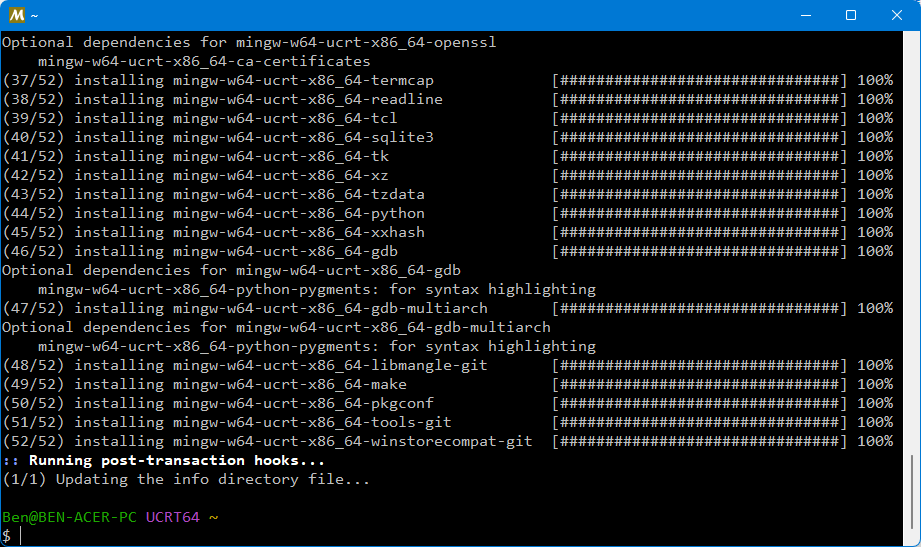 M ~
Optional dependencies for mingw-w64-ucrt-x86_64-openssl
    mingw-w64-ucrt-x86_64-ca-certificates
(37/52) installing mingw-w64-ucrt-x86_64-termcap [###############################] 100%
(38/52) installing mingw-w64-ucrt-x86_64-readline [###############################] 100%
(39/52) installing mingw-w64-ucrt-x86_64-tcl [###############################] 100%
(40/52) installing mingw-w64-ucrt-x86_64-sqlite3 [###############################] 100%
(41/52) installing mingw-w64-ucrt-x86_64-tk [###############################] 100%
(42/52) installing mingw-w64-ucrt-x86_64-xz [###############################] 100%
(43/52) installing mingw-w64-ucrt-x86_64-tzdata [###############################] 100%
(44/52) installing mingw-w64-ucrt-x86_64-python [###############################] 100%
(45/52) installing mingw-w64-ucrt-x86_64-xxhash [###############################] 100%
(46/52) installing mingw-w64-ucrt-x86_64-gdb [###############################] 100%
Optional dependencies for mingw-w64-ucrt-x86_64-gdb
    mingw-w64-ucrt-x86_64-python-pygments: for syntax highlighting
(47/52) installing mingw-w64-ucrt-x86_64-gdb-multiarch [###############################] 100%
Optional dependencies for mingw-w64-ucrt-x86_64-gdb-multiarch
    mingw-w64-ucrt-x86_64-python-pygments: for syntax highlighting
(48/52) installing mingw-w64-ucrt-x86_64-libmangle-git [###############################] 100%
(49/52) installing mingw-w64-ucrt-x86_64-make [###############################] 100%
(50/52) installing mingw-w64-ucrt-x86_64-pkgconf [###############################] 100%
(51/52) installing mingw-w64-ucrt-x86_64-tools-git [###############################] 100%
(52/52) installing mingw-w64-ucrt-x86_64-winstorecompat-git [###############################] 100%
:: Running post-transaction hooks...
(1/1) Updating the info directory file...
Ben@BEN-ACER-PC UCRT64 ~
$